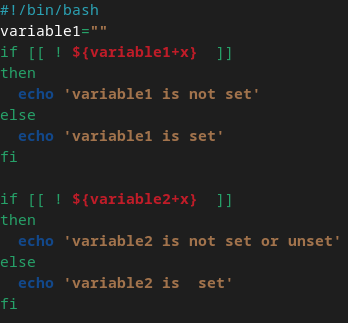 #!/bin/bash
variable1=""
if [[ ! ${variable1+x}  ]]
then
  echo 'variable1 is not set'
else
  echo 'variable1 is set'
fi

if [[ ! ${variable2+x}  ]]
then
  echo 'variable2 is not set or unset'
else
  echo 'variable2 is  set'
fi